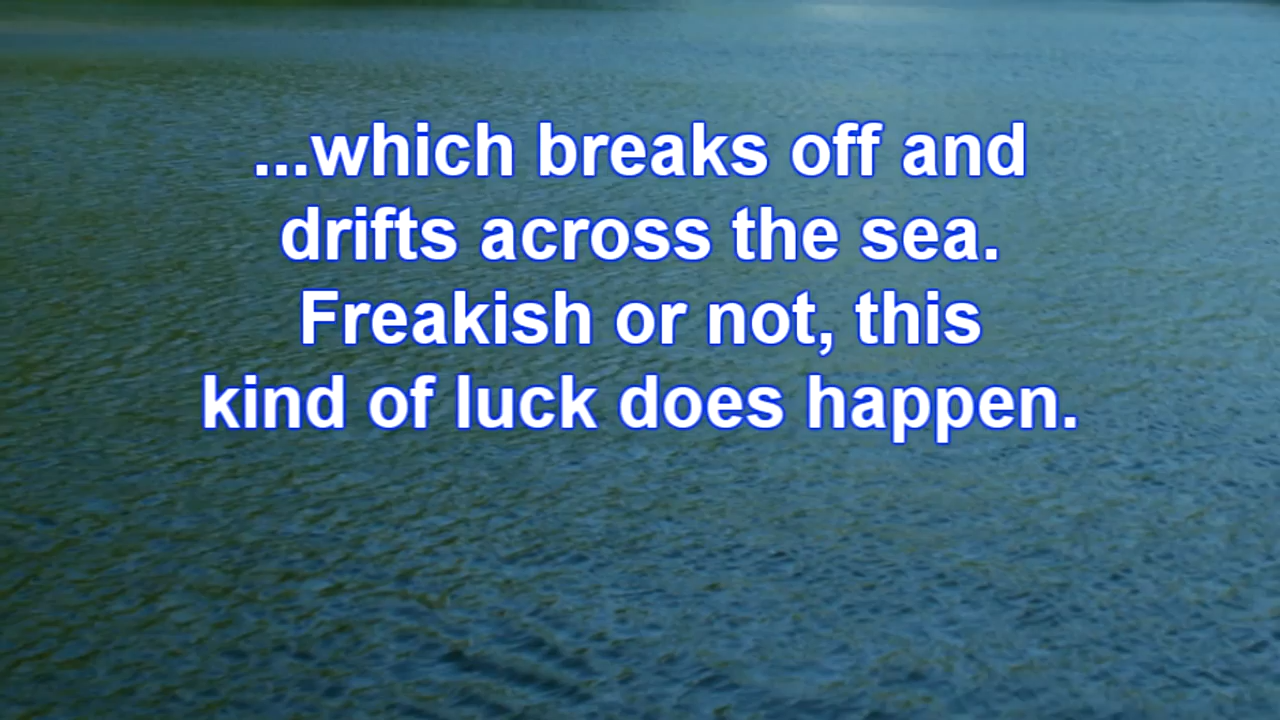 ...which breaks off and
drifts across the sea.
Freakish or not, this
kind of luck does happen.